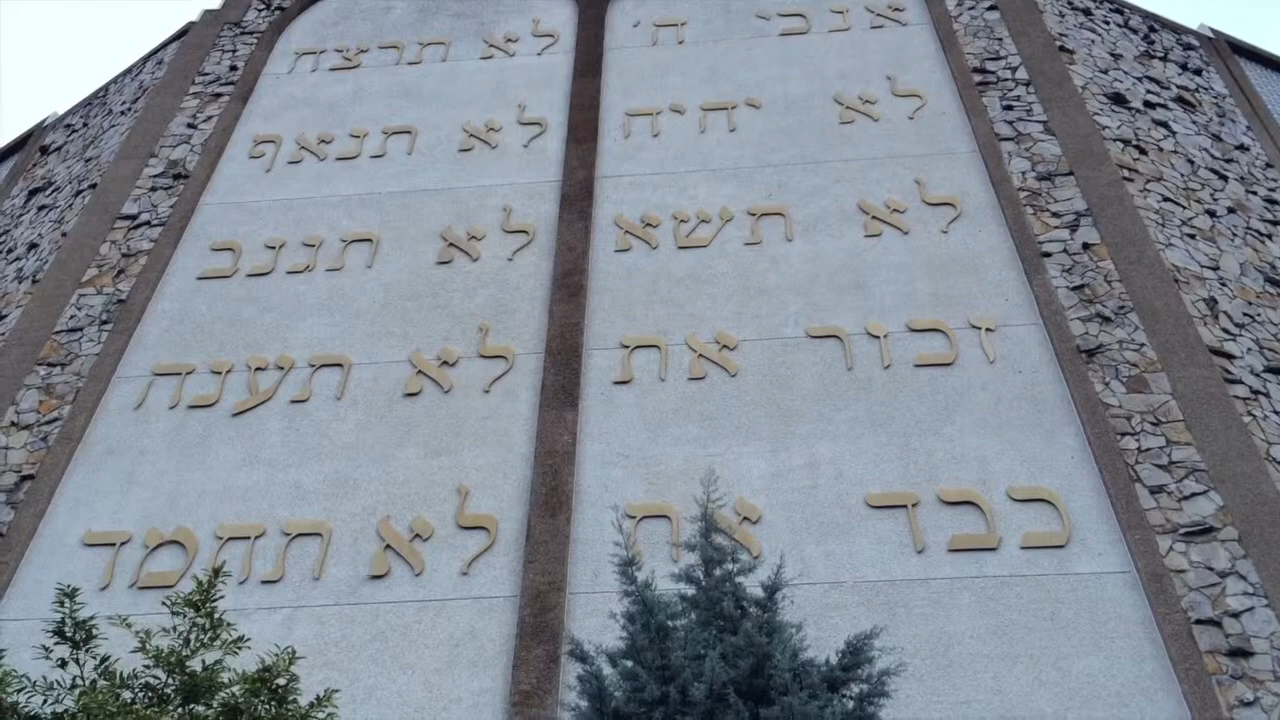 אנכי ה׳
לא יהיה
לא תשא
זכור את
כבד את
לא תרצח
לא תנאף
לא תגנב
לא תענה
לא תחמד